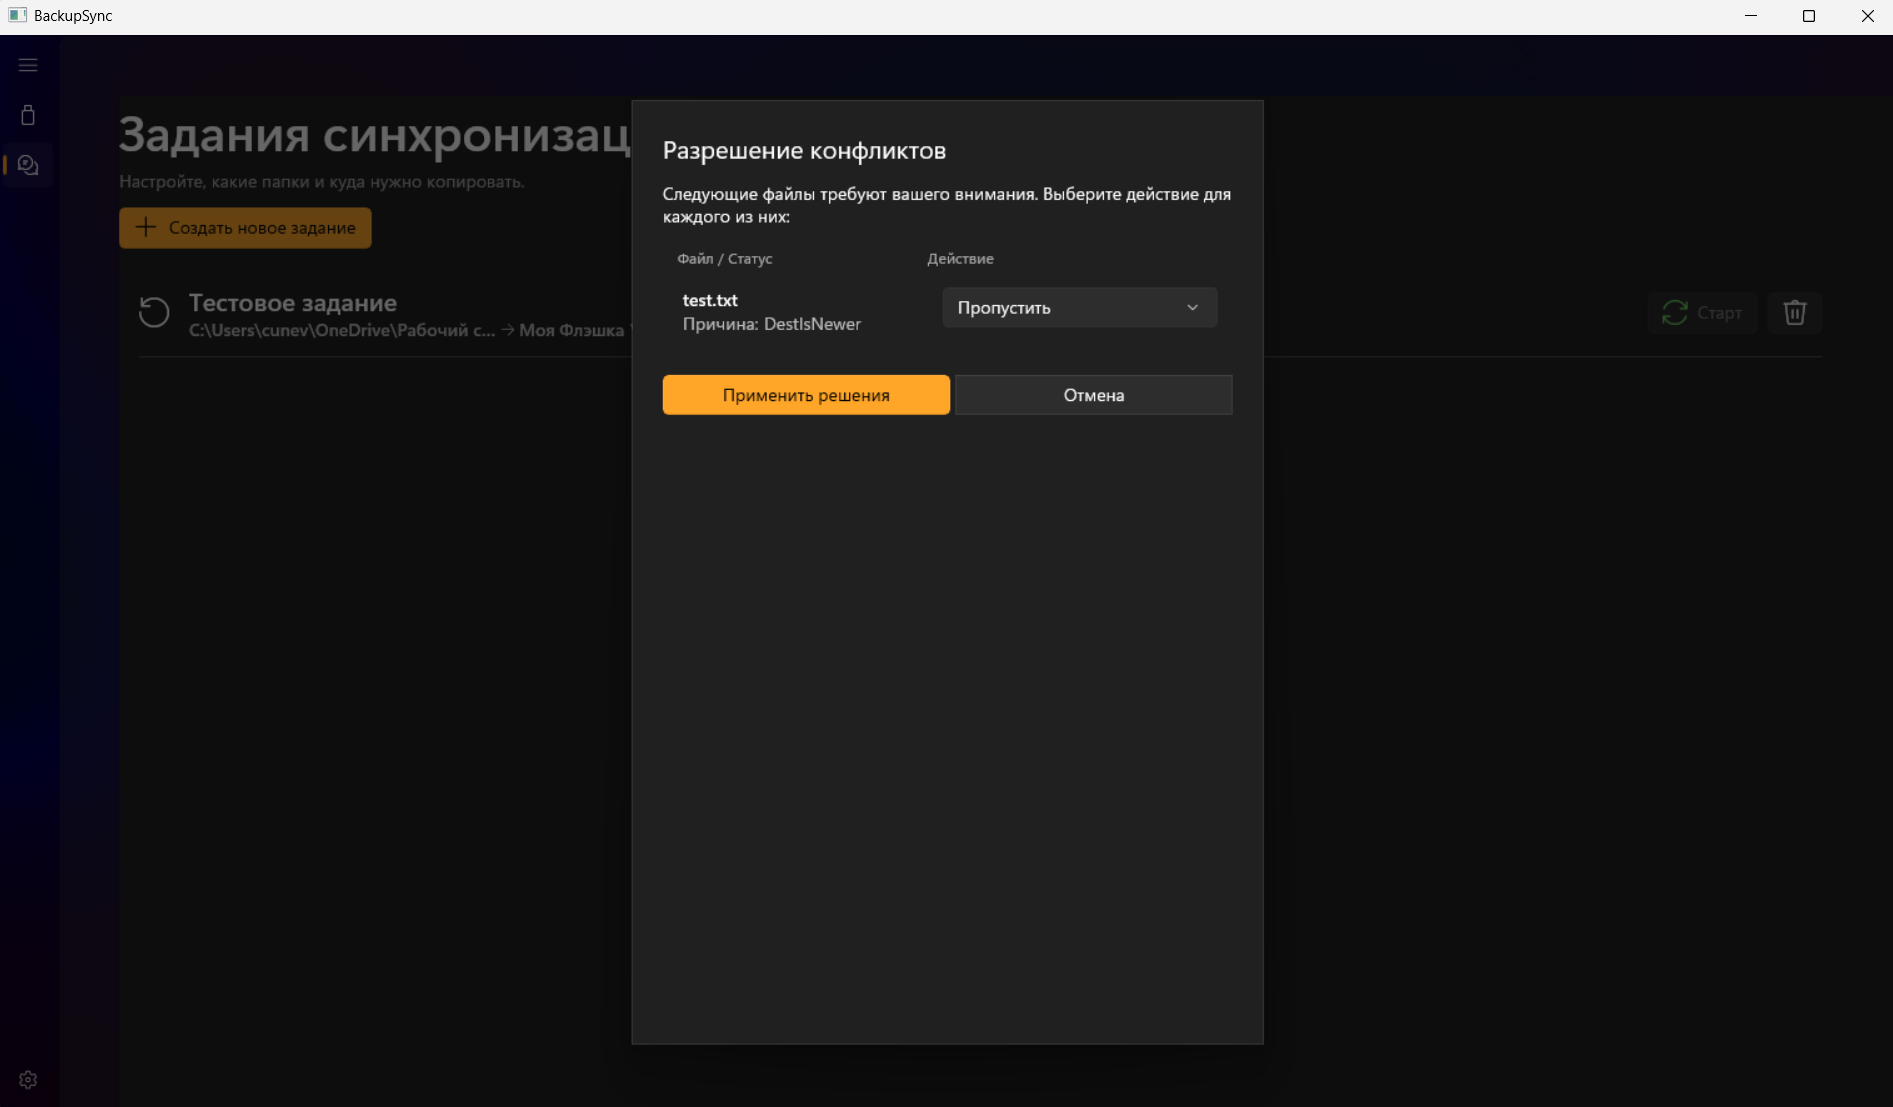 BackupSync
Задания синхронизац
Настройте, какие папки и куда нужно копировать.
Создать новое задание
Тестовое задание
C:\Users\cunev\OneDrive\Рабочий с... → Моя Флэшка
Старт
Разрешение конфликтов
Следующие файлы требуют вашего внимания. Выберите действие для
каждого из них:
Файл / Статус Действие
test.txt
Причина: DestIsNewer
Пропустить
Применить решения Отмена